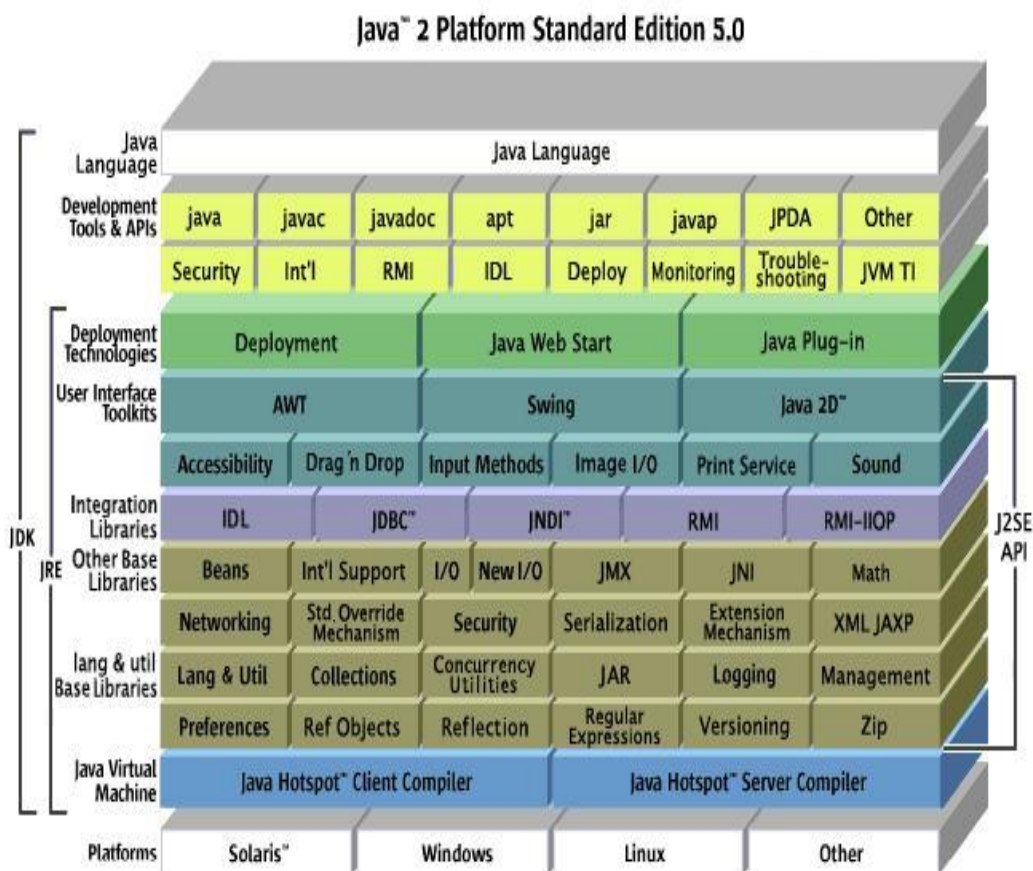 Java™ 2 Platform Standard Edition 5.0
Java
Language
Java Language
Development
Tools & APIs
java javac javadoc apt jar javap JPDA Other
Security Int'l RMI IDL Deploy Monitoring Trouble-
shooting JVM TI
Deployment
Technologies
Deployment Java Web Start Java Plug-in
User Interface
Toolkits
AWT Swing Java 2D™
Accessibility Drag'n Drop Input Methods Image I/O Print Service Sound
Integration
Libraries
IDL JDBC™ JNDI™ RMI RMI-IIOP
JDK
JRE
J2SE
API
Other Base
Libraries
Beans Int'l Support I/O New I/O JMX JNI Math
Networking Std. Override
Mechanism Security Serialization Extension
Mechanism XML JAXP
lang & util
Base Libraries
Lang & Util Collections Concurrency
Utilities JAR Logging Management
Preferences Ref Objects Reflection Regular
Expressions Versioning Zip
Java Virtual
Machine
Java Hotspot™ Client Compiler Java Hotspot™ Server Compiler
Platforms
Solaris™ Windows Linux Other